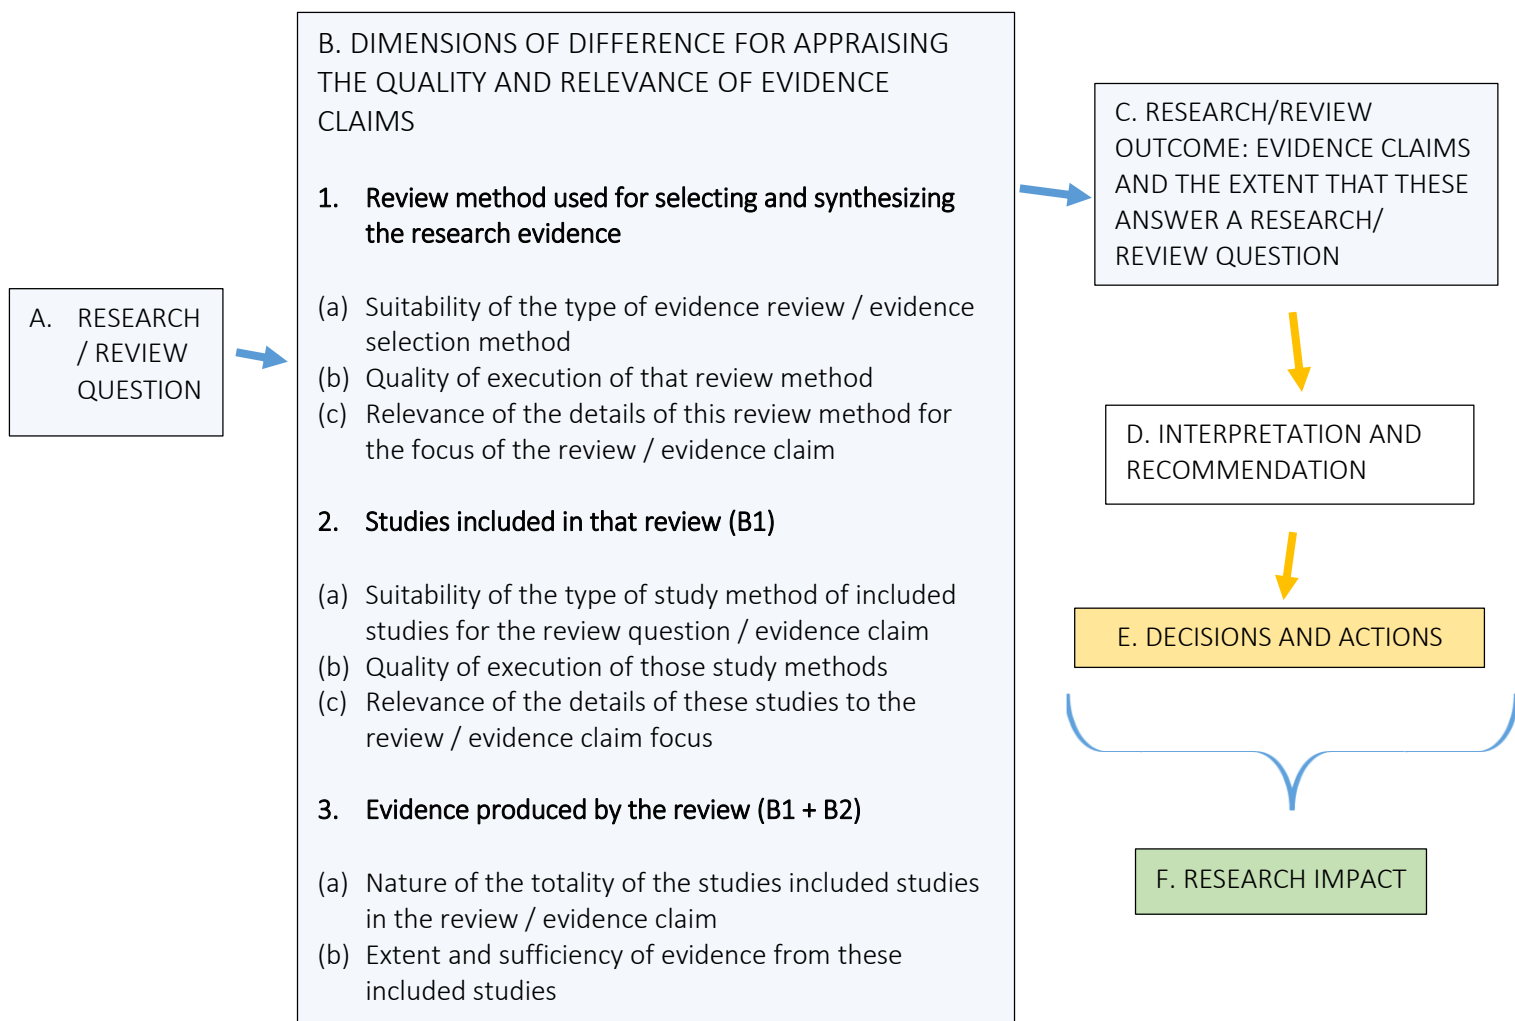 A. RESEARCH
/ REVIEW
QUESTION
B. DIMENSIONS OF DIFFERENCE FOR APPRAISING
THE QUALITY AND RELEVANCE OF EVIDENCE
CLAIMS
1. Review method used for selecting and synthesizing
the research evidence
(a) Suitability of the type of evidence review / evidence
selection method
(b) Quality of execution of that review method
(c) Relevance of the details of this review method for
the focus of the review / evidence claim
2. Studies included in that review (B1)
(a) Suitability of the type of study method of included
studies for the review question / evidence claim
(b) Quality of execution of those study methods
(c) Relevance of the details of these studies to the
review / evidence claim focus
3. Evidence produced by the review (B1 + B2)
(a) Nature of the totality of the studies included studies
in the review / evidence claim
(b) Extent and sufficiency of evidence from these
included studies
C. RESEARCH/REVIEW
OUTCOME: EVIDENCE CLAIMS
AND THE EXTENT THAT THESE
ANSWER A RESEARCH/
REVIEW QUESTION
D. INTERPRETATION AND
RECOMMENDATION
E. DECISIONS AND ACTIONS
F. RESEARCH IMPACT